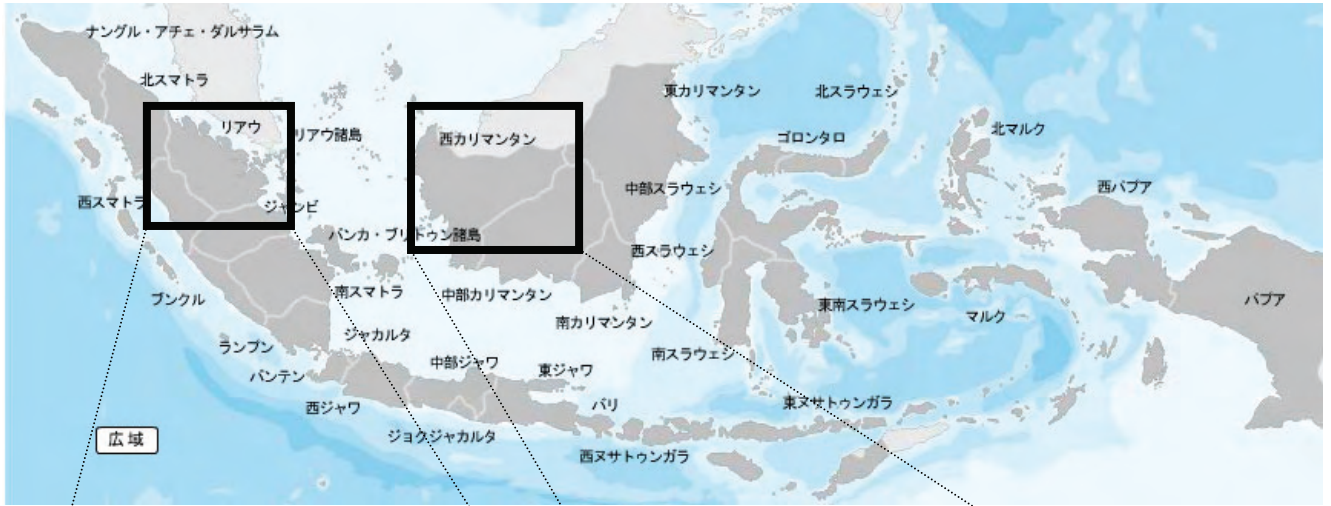 ナングル・アチェ・ダルサラム
北スマトラ
リアウ
リアウ諸島
西カリマンタン
東カリマンタン
北スラウェシ
ゴロンタロ
北マルク
西スマトラ
ジャンビ
中部スラウェシ
西パプア
バンカ・ブリトゥン諸島
西スラウェシ
ブンクル
南スマトラ
中部カリマンタン
東南スラウェシ
マルク
パプア
ジャカルタ
南カリマンタン
ランプン
中部ジャワ
東ジャワ
南スラウェシ
バンテン
西ジャワ
バリ
東ヌサトゥンガラ
広域
ジョクジャカルタ
西ヌサトゥンガラ